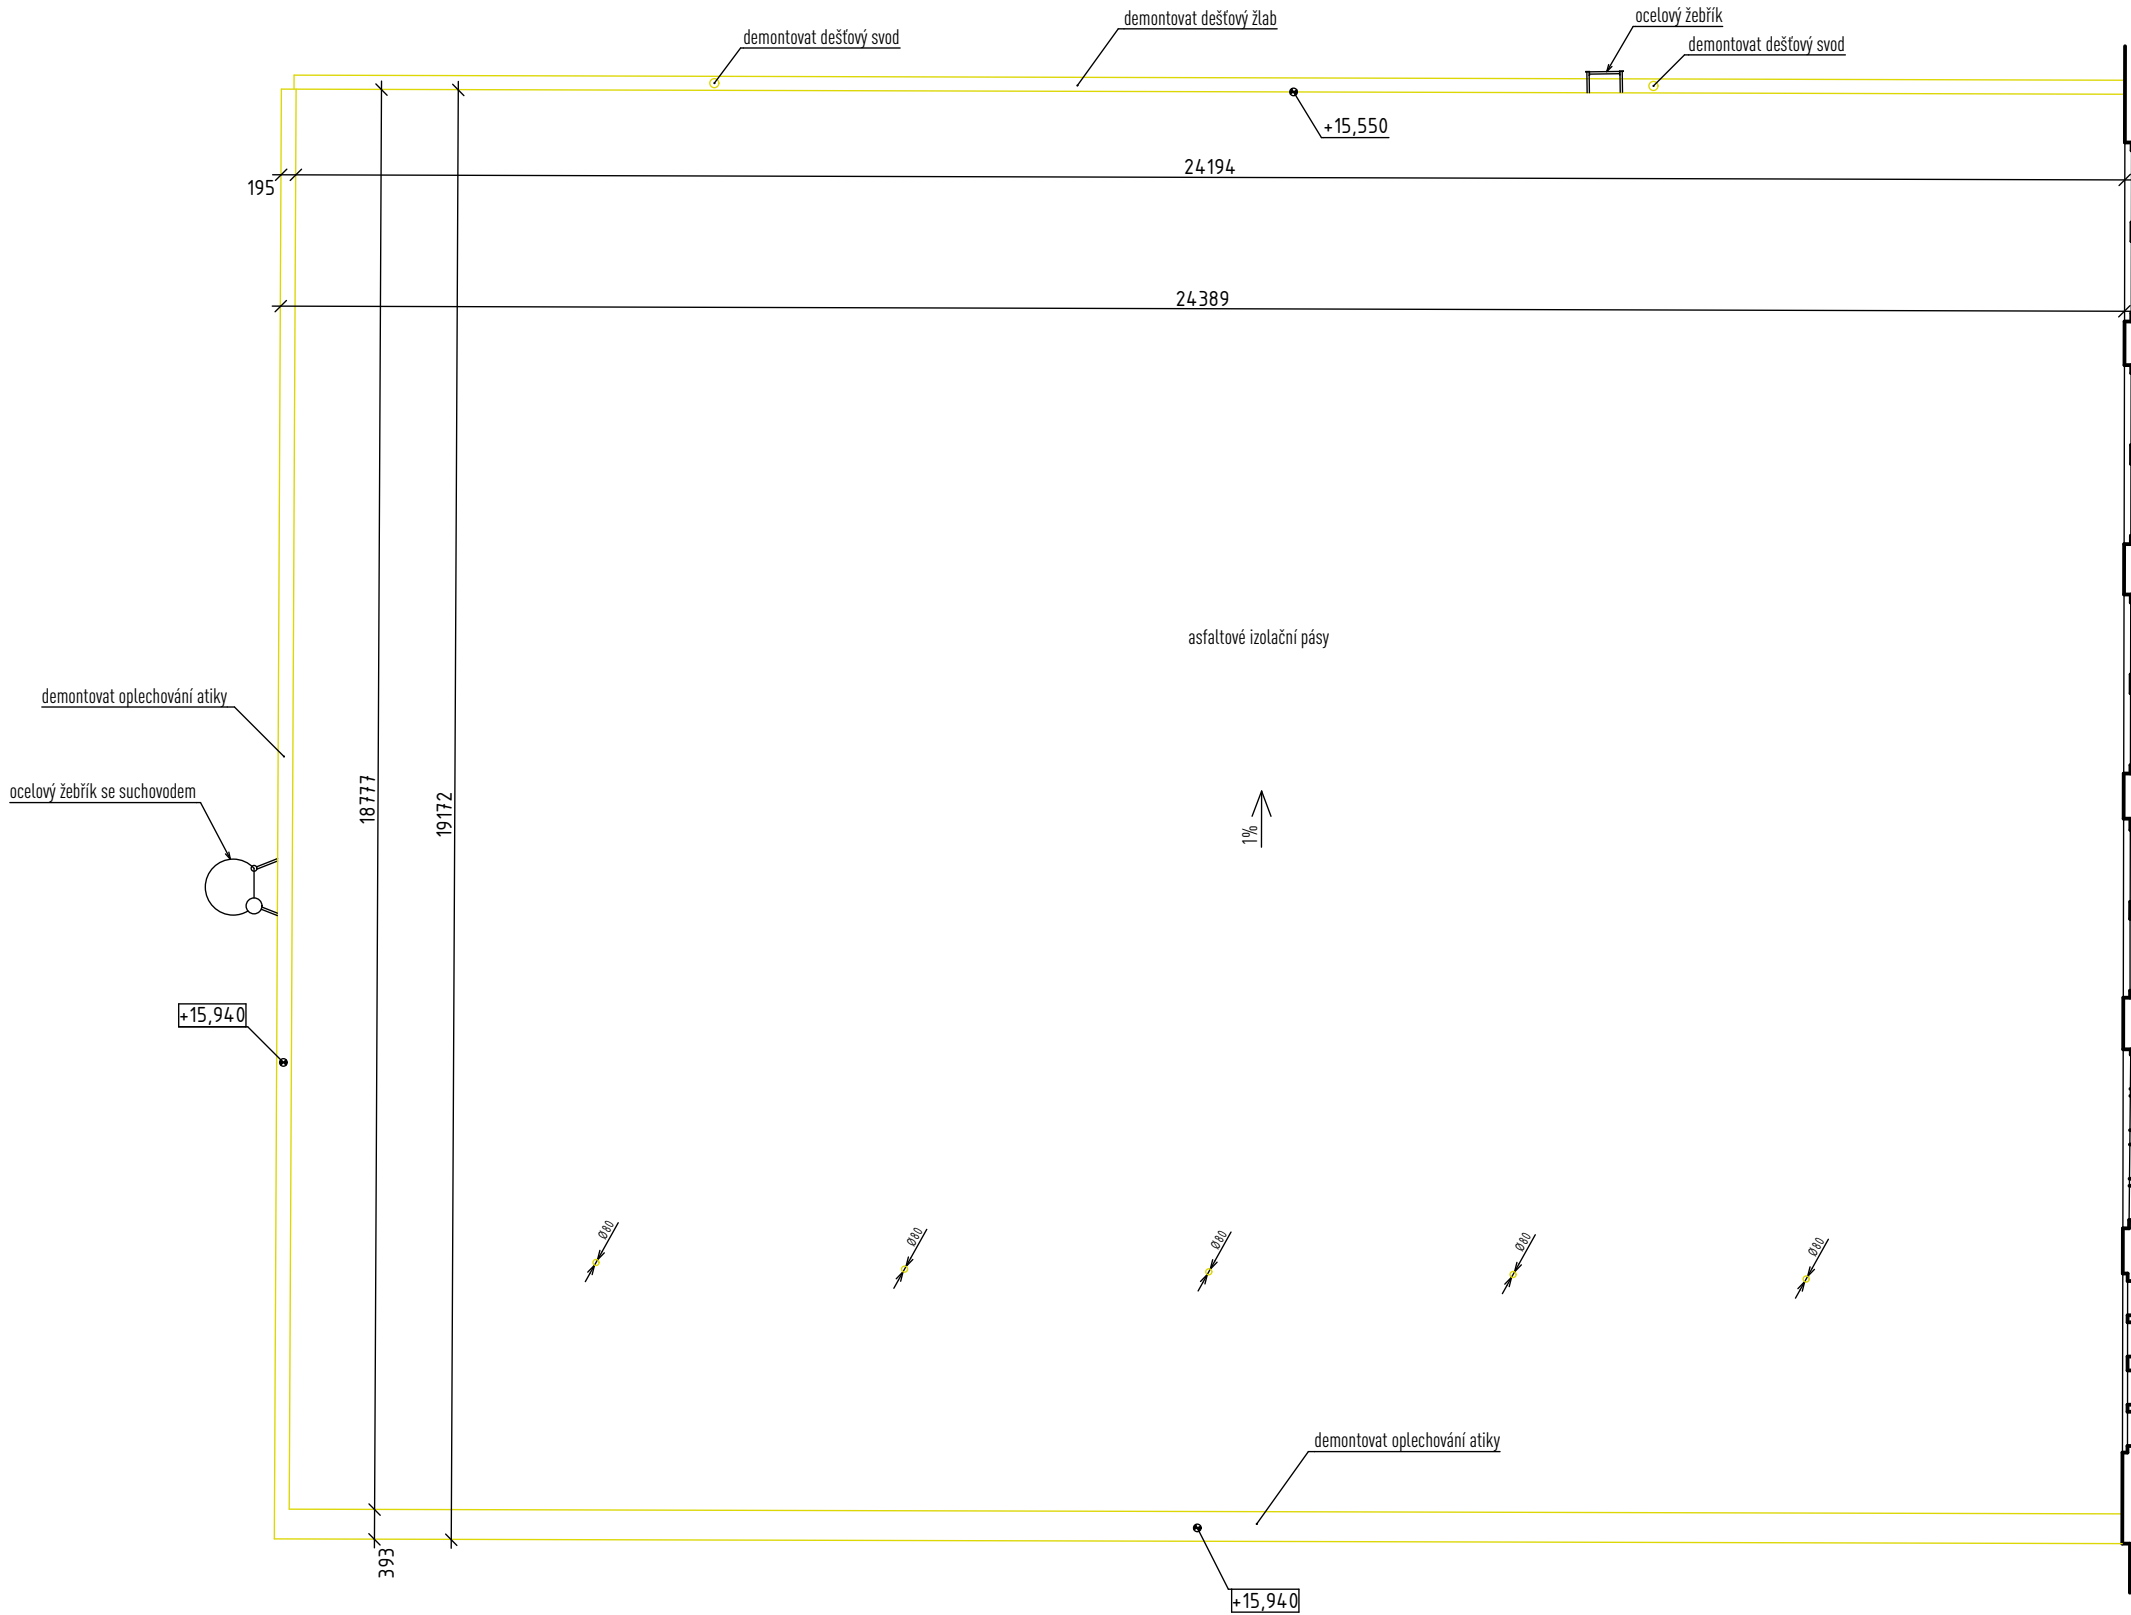 demontovat dešťový žlab
ocelový žebřík
demontovat dešťový svod
demontovat dešťový svod
+15,550
24194
195
24389
asfaltové izolační pásy
demontovat oplechování atiky
ocelový žebřík se suchovodem
18777
19172
1%
+15,940
Ø80
Ø80
Ø80
Ø80
Ø80
demontovat oplechování atiky
393
+15,940